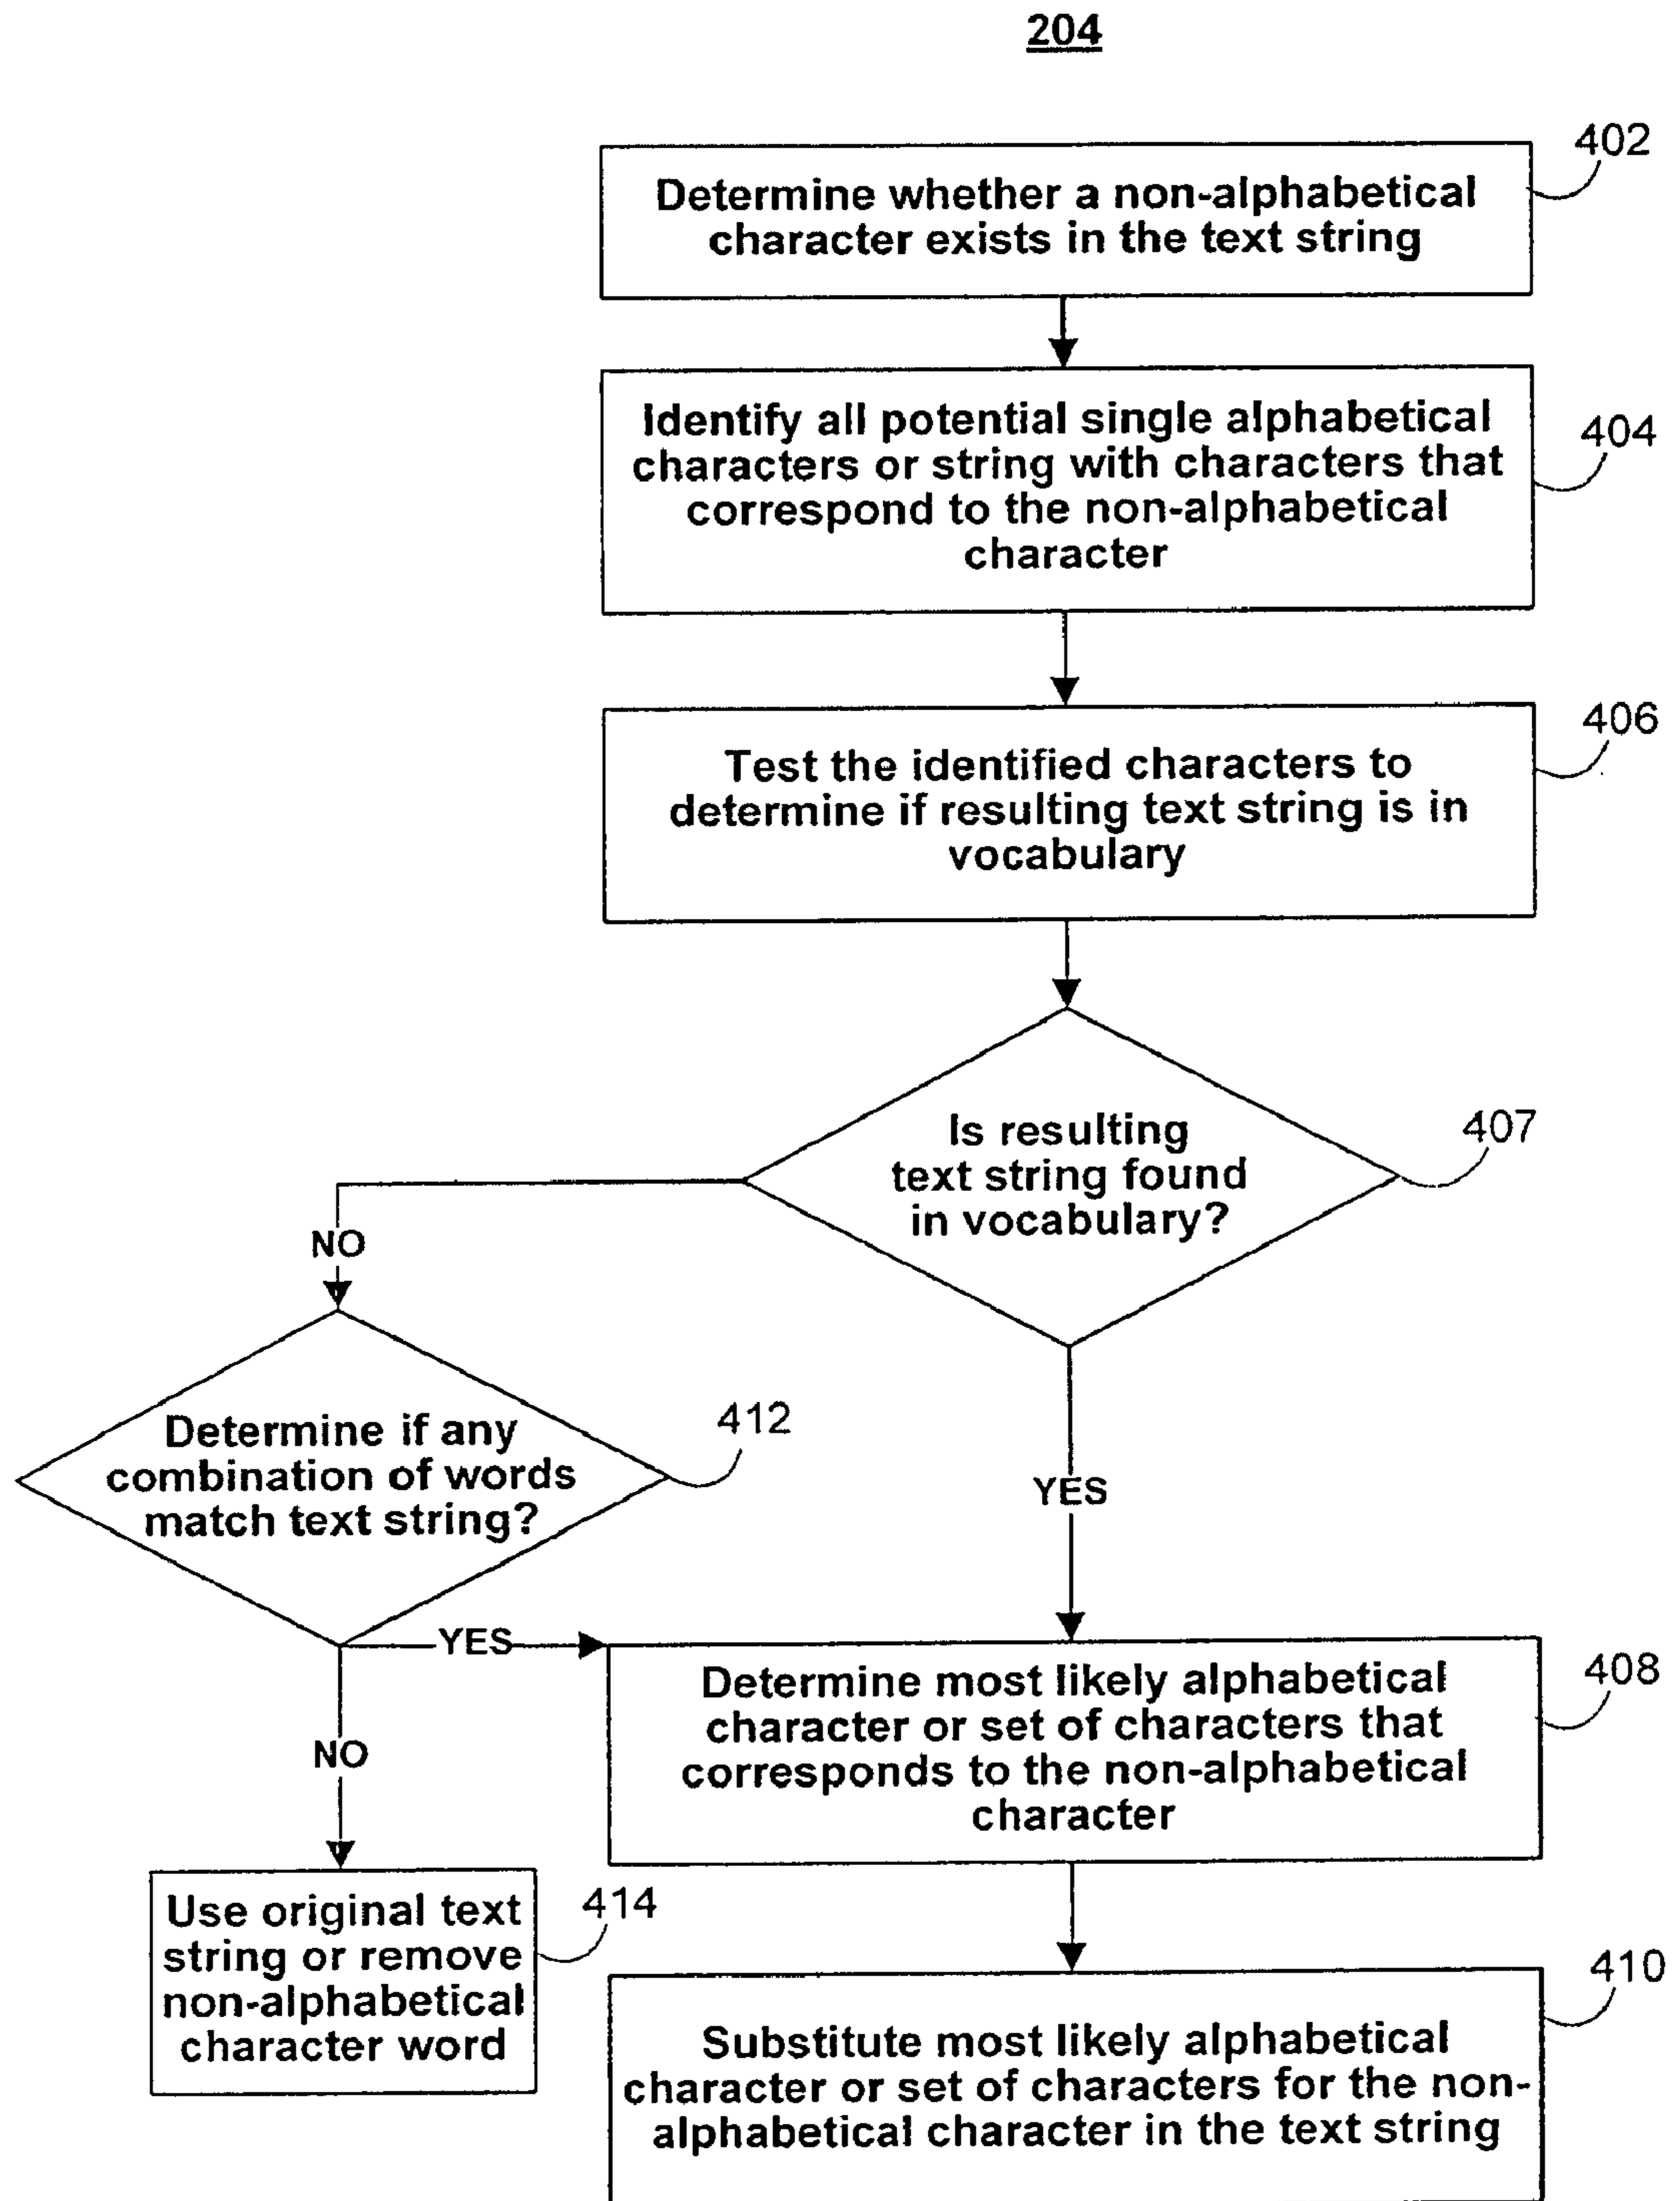 204
402
Determine whether a non-alphabetical
character exists in the text string
404
Identify all potential single alphabetical
characters or string with characters that
correspond to the non-alphabetical
character
406
Test the identified characters to
determine if resulting text string is in
vocabulary
407
Is resulting
text string found
in vocabulary?
NO
412
Determine if any
combination of words
match text string?
YES
YES
NO
408
Determine most likely alphabetical
character or set of characters that
corresponds to the non-alphabetical
character
414
Use original text
string or remove
non-alphabetical
character word
410
Substitute most likely alphabetical
character or set of characters for the non-
alphabetical character in the text string